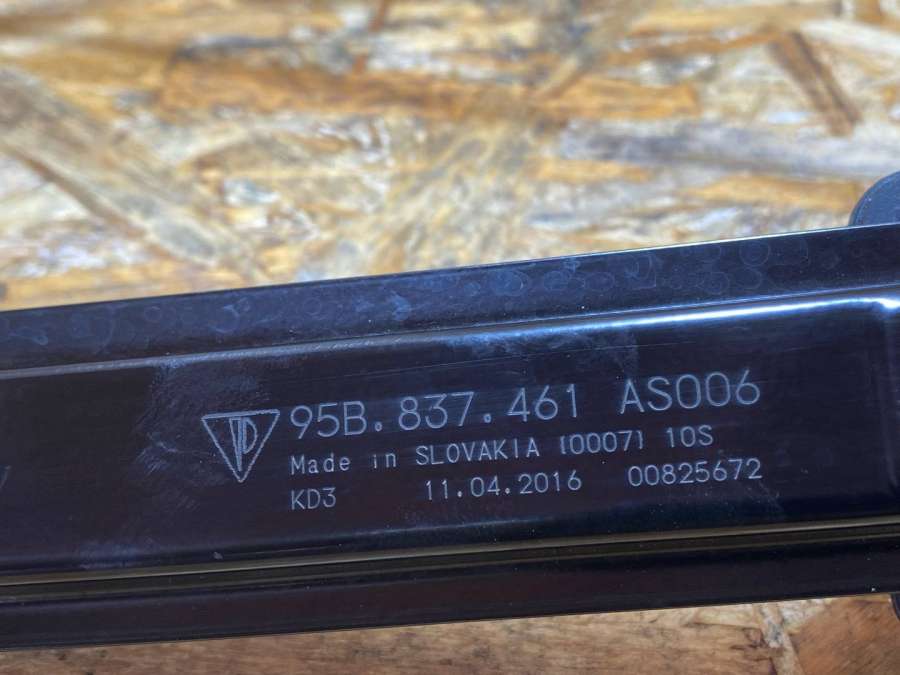 95B.837.461 AS006
Made in SLOVAKIA (0007) 10S
KD3 11.04.2016 00825672